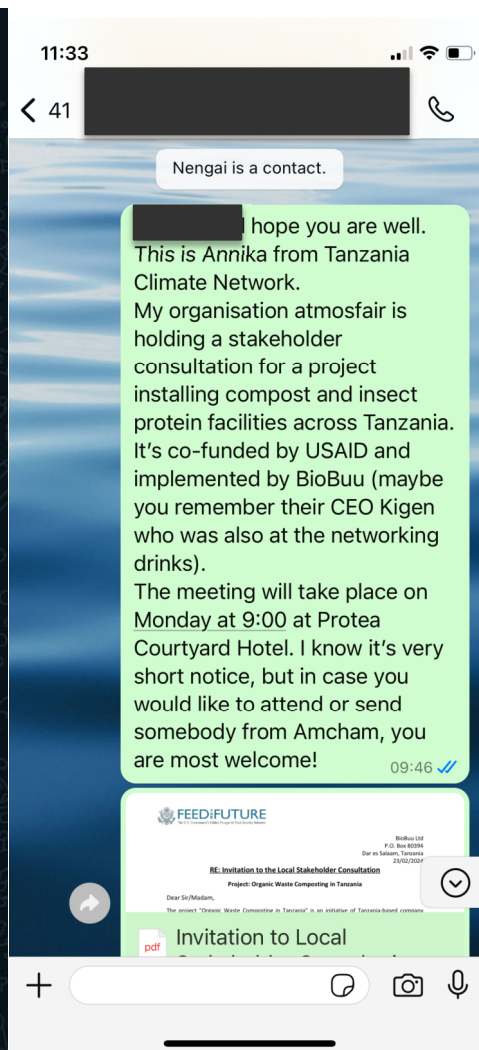 11:33
41
Nengai is a contact.
hope you are well.
This is Annika from Tanzania
Climate Network.
My organisation atmosfair is
holding a stakeholder
consultation for a project
installing compost and insect
protein facilities across Tanzania.
It's co-funded by USAID and
implemented by BioBuu (maybe
you remember their CEO Kigen
who was also at the networking
drinks).
The meeting will take place on
Monday at 9:00 at Protea
Courtyard Hotel. I know it's very
short notice, but in case you
would like to attend or send
somebody from Amcham, you
are most welcome!
09:46
FEEDIFUTURE
The U.S. Government's Global Hunger & Food Security Initiative
BioBuu Ltd
P.O. Box 80394
Dar es Salaam, Tanzania
23/02/2024
RE: Invitation to the Local Stakeholder Consultation
Project: Organic Waste Composting in Tanzania
Dear Sir/Madam,
The project "Organic Waste Composting in Tanzania" is an initiative of Tanzania-based company
pdf
Invitation to Local